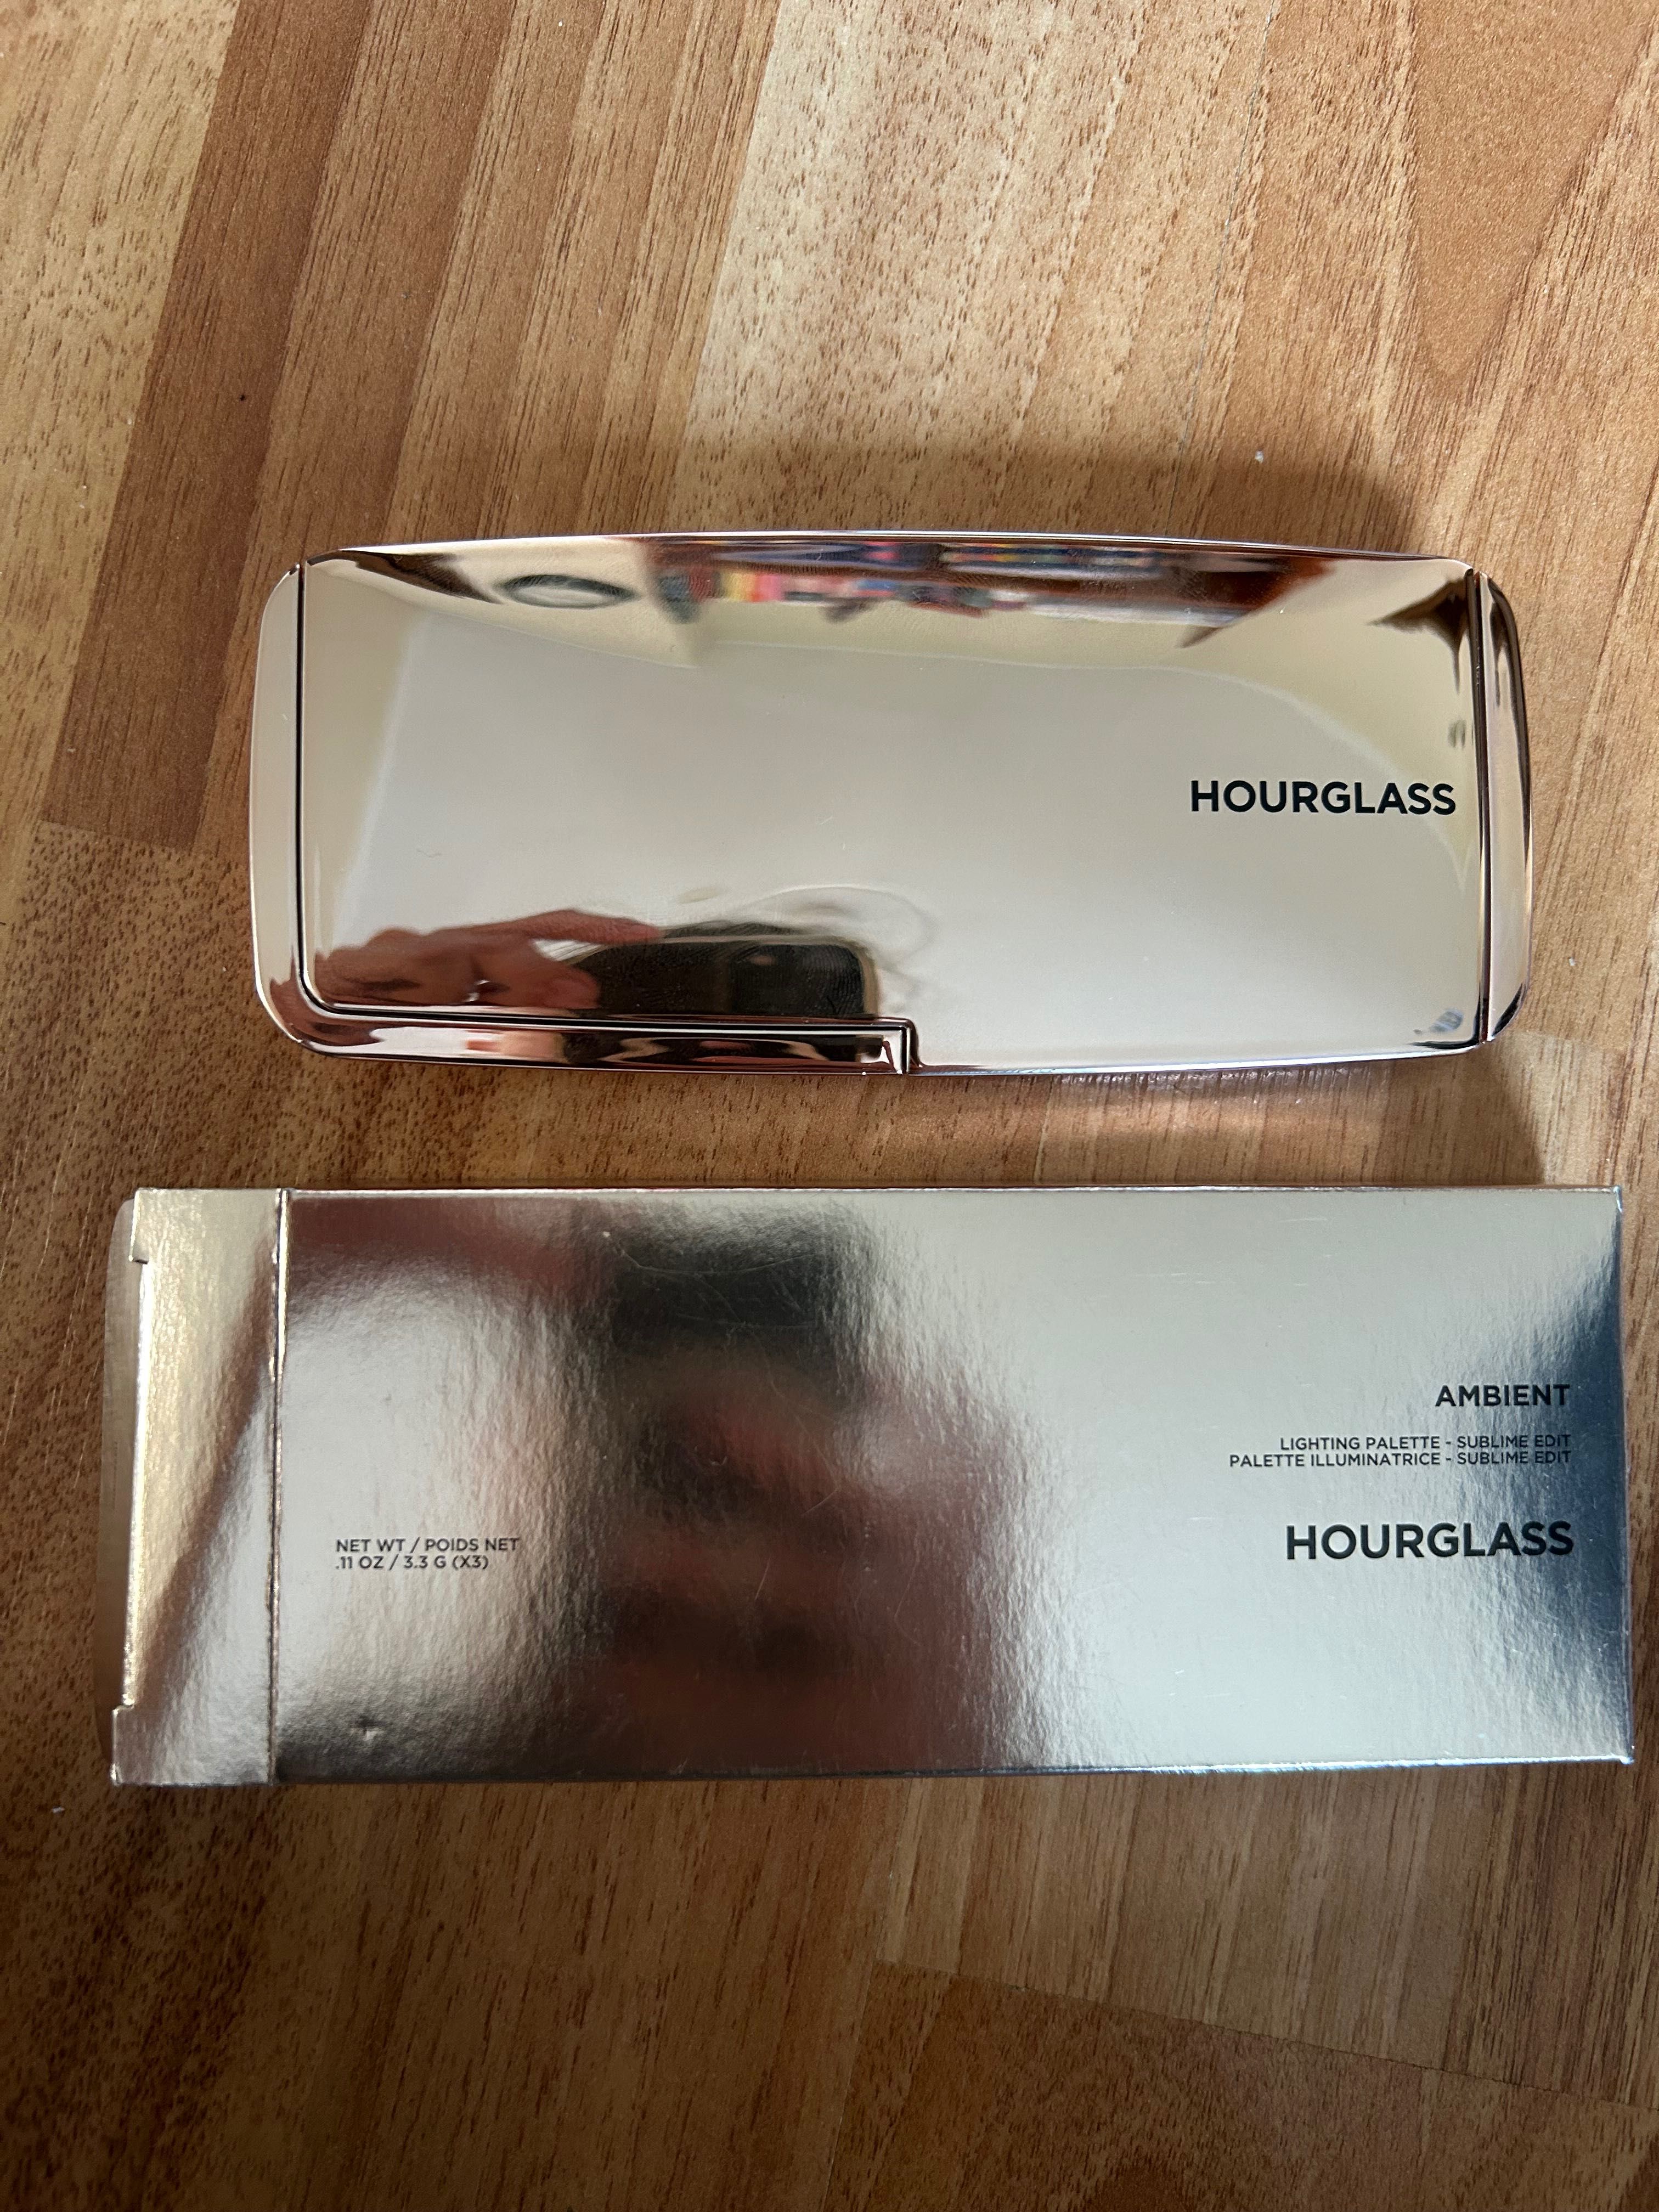 HOURGLASS
AMBIENT
LIGHTING PALETTE - SUBLIME EDIT
PALETTE ILLUMINATRICE - SUBLIME EDIT
HOURGLASS
NET WT / POIDS NET
.11 OZ / 3.3 G (X3)